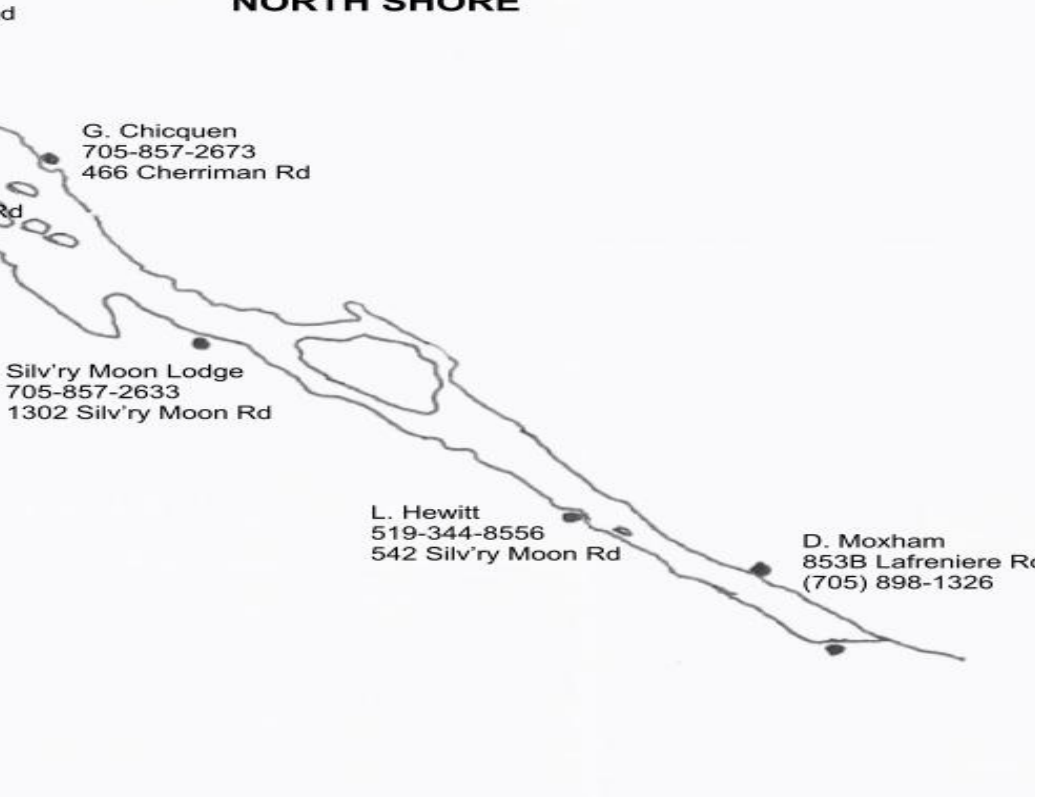 NORTH SHORE
d
G. Chicquen
705-857-2673
466 Cherriman Rd
Rd
Silv'ry Moon Lodge
705-857-2633
1302 Silv'ry Moon Rd
L. Hewitt
519-344-8556
542 Silv'ry Moon Rd
D. Moxham
853B Lafreniere Rd
(705) 898-1326